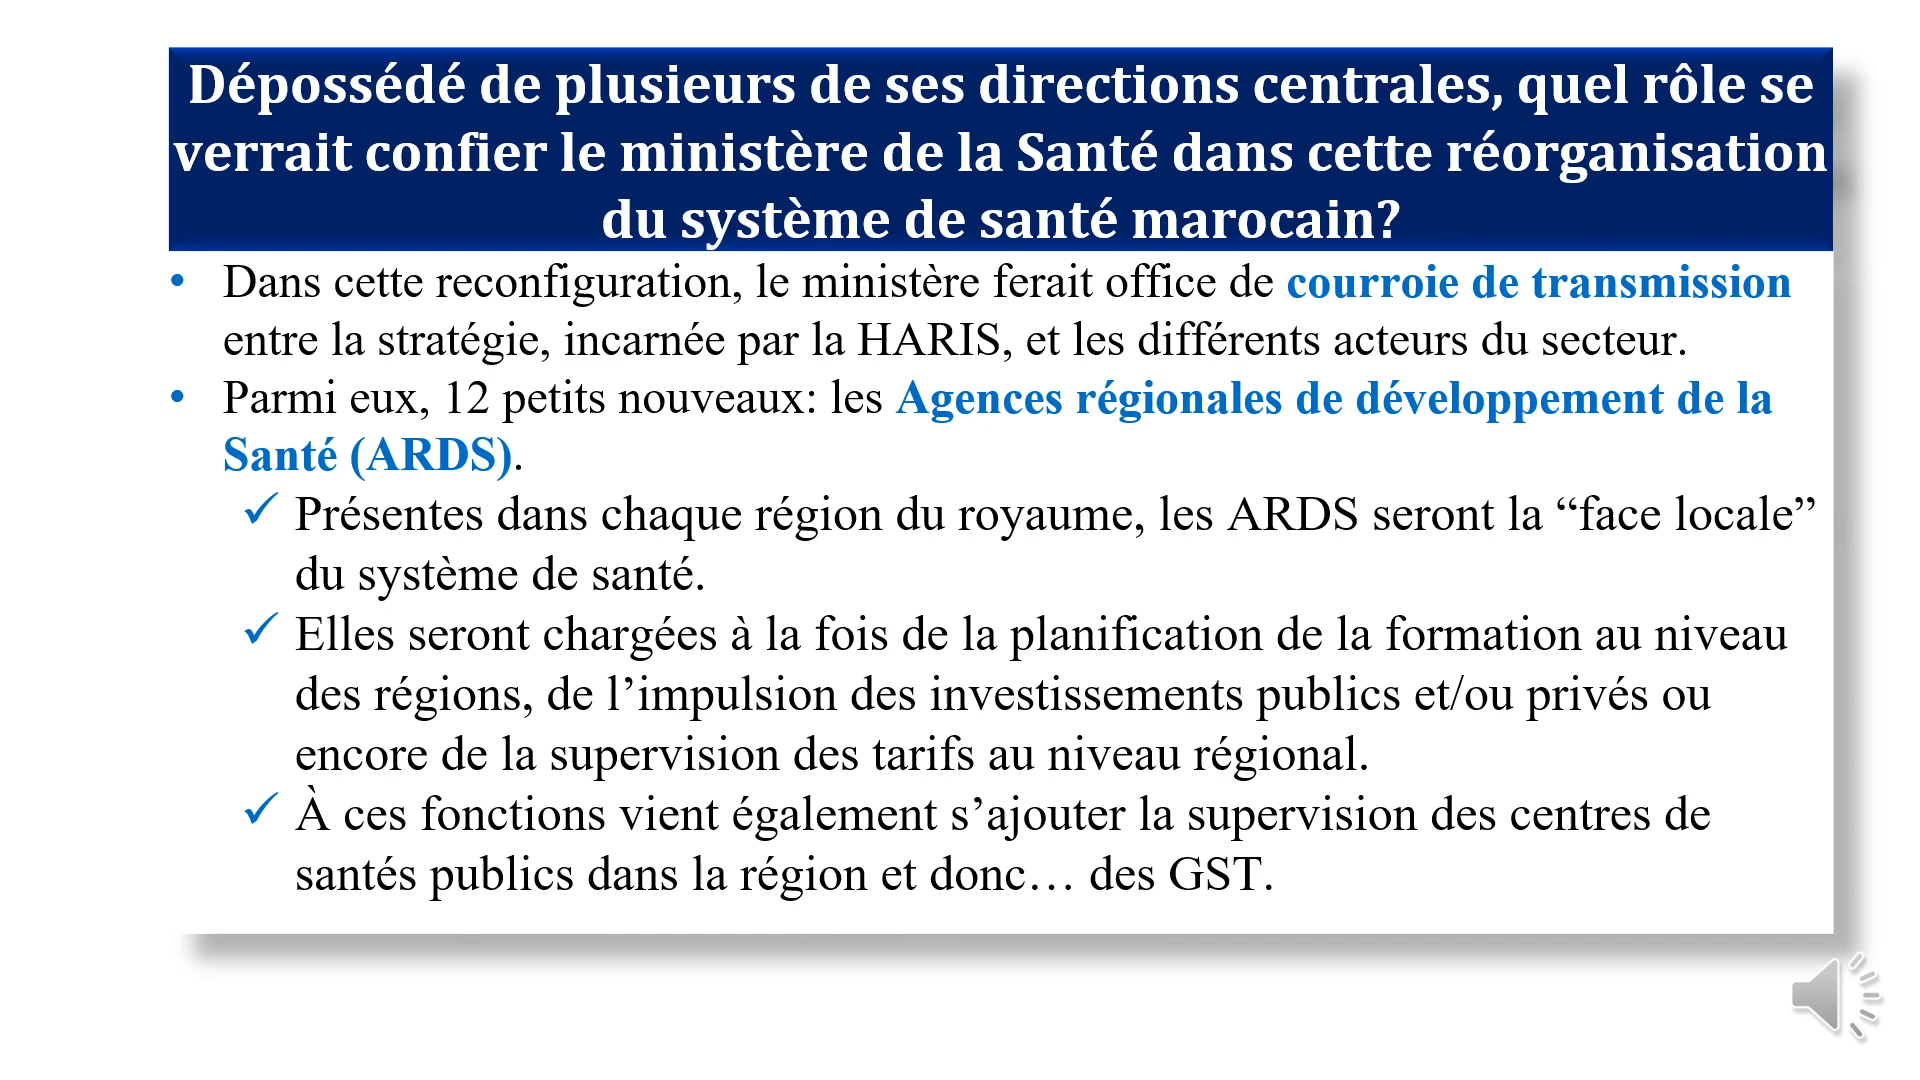 Dépossédé de plusieurs de ses directions centrales, quel rôle se
verrait confier le ministère de la Santé dans cette réorganisation
du système de santé marocain?
• Dans cette reconfiguration, le ministère ferait office de courroie de transmission
entre la stratégie, incarnée par la HARIS, et les différents acteurs du secteur.
• Parmi eux, 12 petits nouveaux: les Agences régionales de développement de la
Santé (ARDS).
✓ Présentes dans chaque région du royaume, les ARDS seront la “face locale”
du système de santé.
✓ Elles seront chargées à la fois de la planification de la formation au niveau
des régions, de l’impulsion des investissements publics et/ou privés ou
encore de la supervision des tarifs au niveau régional.
✓ À ces fonctions vient également s’ajouter la supervision des centres de
santés publics dans la région et donc… des GST.